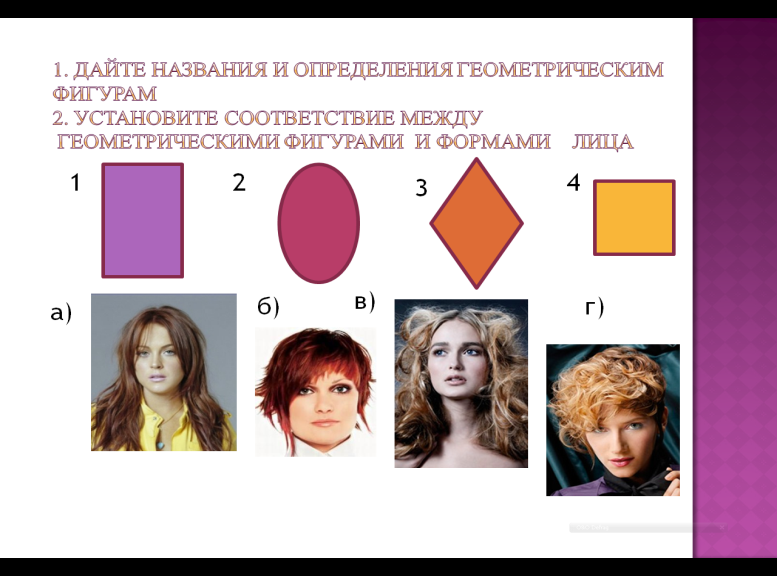 1. ДАЙТЕ НАЗВАНИЯ И ОПРЕДЕЛЕНИЯ ГЕОМЕТРИЧЕСКИМ
ФИГУРАМ
2. УСТАНОВИТЕ СООТВЕТСТВИЕ МЕЖДУ
ГЕОМЕТРИЧЕСКИМИ ФИГУРАМИ И ФОРМАМИ ЛИЦА
1 2 3 4
а) б) в) г)